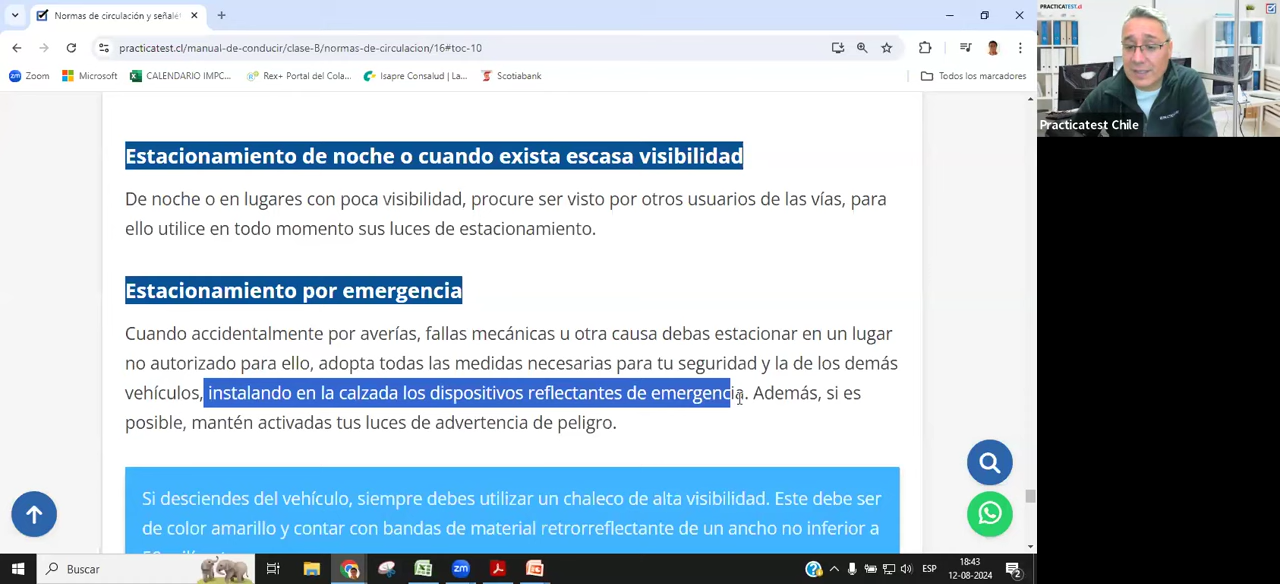 Normas de circulación y señalét
practicatest.cl/manual-de-conducir/clase-B/normas-de-circulacion/16#toc-10
Zoom
Microsoft
CALENDARIO IMPC...
Rex+ Portal del Cola...
Isapre Consalud | La...
Scotiabank
Todos los marcadores
PRACTICATEST.cl
Practicatest Chile
Estacionamiento de noche o cuando exista escasa visibilidad
De noche o en lugares con poca visibilidad, procure ser visto por otros usuarios de las vías, para
ello utilice en todo momento sus luces de estacionamiento.
Estacionamiento por emergencia
Cuando accidentalmente por averías, fallas mecánicas u otra causa debas estacionar en un lugar
no autorizado para ello, adopta todas las medidas necesarias para tu seguridad y la de los demás
vehículos, instalando en la calzada los dispositivos reflectantes de emergencia. Además, si es
posible, mantén activadas tus luces de advertencia de peligro.
Si desciendes del vehículo, siempre debes utilizar un chaleco de alta visibilidad. Este debe ser
de color amarillo y contar con bandas de material retrorreflectante de un ancho no inferior a
Buscar
ESP
18:43
12-08-2024
2